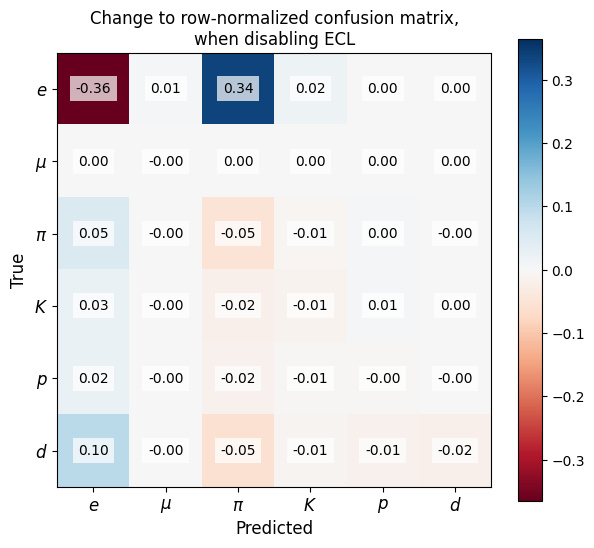 Change to row-normalized confusion matrix,
when disabling ECL
e -0.36 0.01 0.34 0.02 0.00 0.00
μ 0.00 -0.00 0.00 0.00 0.00 0.00
π 0.05 -0.00 -0.05 -0.01 0.00 -0.00
K 0.03 -0.00 -0.02 -0.01 0.01 0.00
p 0.02 -0.00 -0.02 -0.01 -0.00 -0.00
d 0.10 -0.00 -0.05 -0.01 -0.01 -0.02
e μ π K p d
Predicted
True
0.3
0.2
0.1
0.0
−0.1
−0.2
−0.3